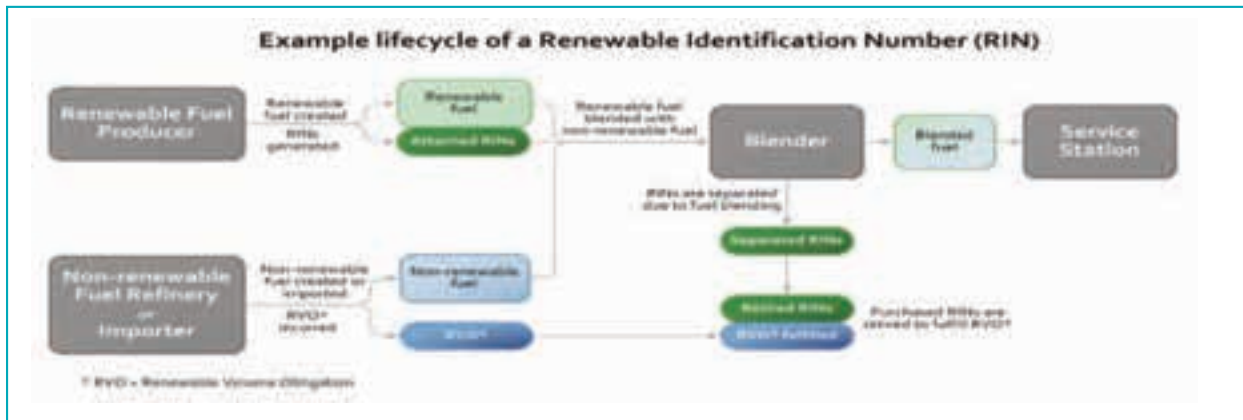 Example lifecycle of a Renewable Identification Number (RIN)
Renewable Fuel
Producer
Renewable
fuel created
RINs
generated
Renewable
fuel
Attached RINs
Renewable fuel
blended with
non-renewable fuel
Blender
Blended
fuel
Service
Station
RINs are separated
due to fuel blending
Separated RINs
Non-renewable
Fuel Refinery
or
Importer
Non-renewable
fuel created or
imported
RVO†
incurred
Non-renewable
fuel
RVO†
Retired RINs
RVO† fulfilled
Purchased RINs are
retired to fulfill RVO†
† RVO = Renewable Volume Obligation